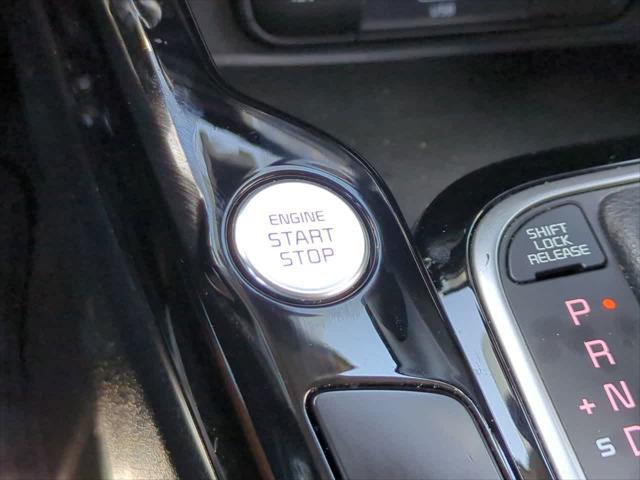 ENGINE
START
STOP
SHIFT
LOCK
RELEASE
P
R
+ N
S D